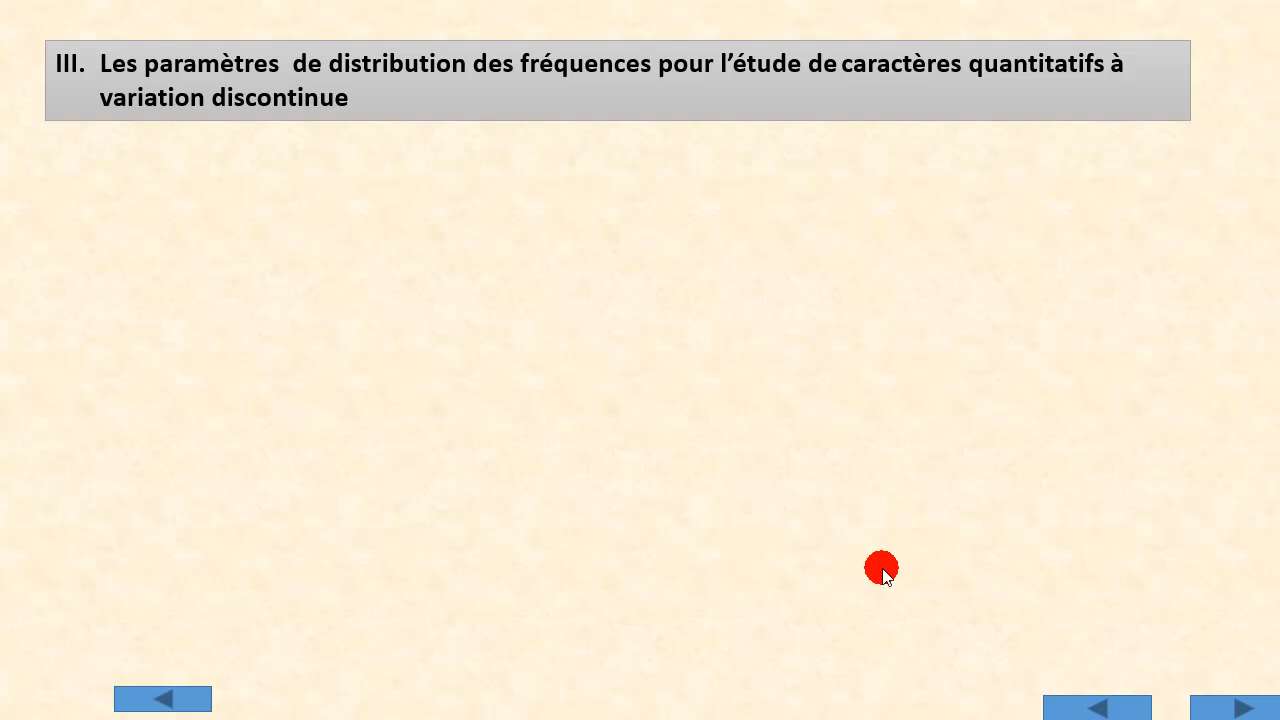 III. Les paramètres de distribution des fréquences pour l’étude de caractères quantitatifs à
variation discontinue